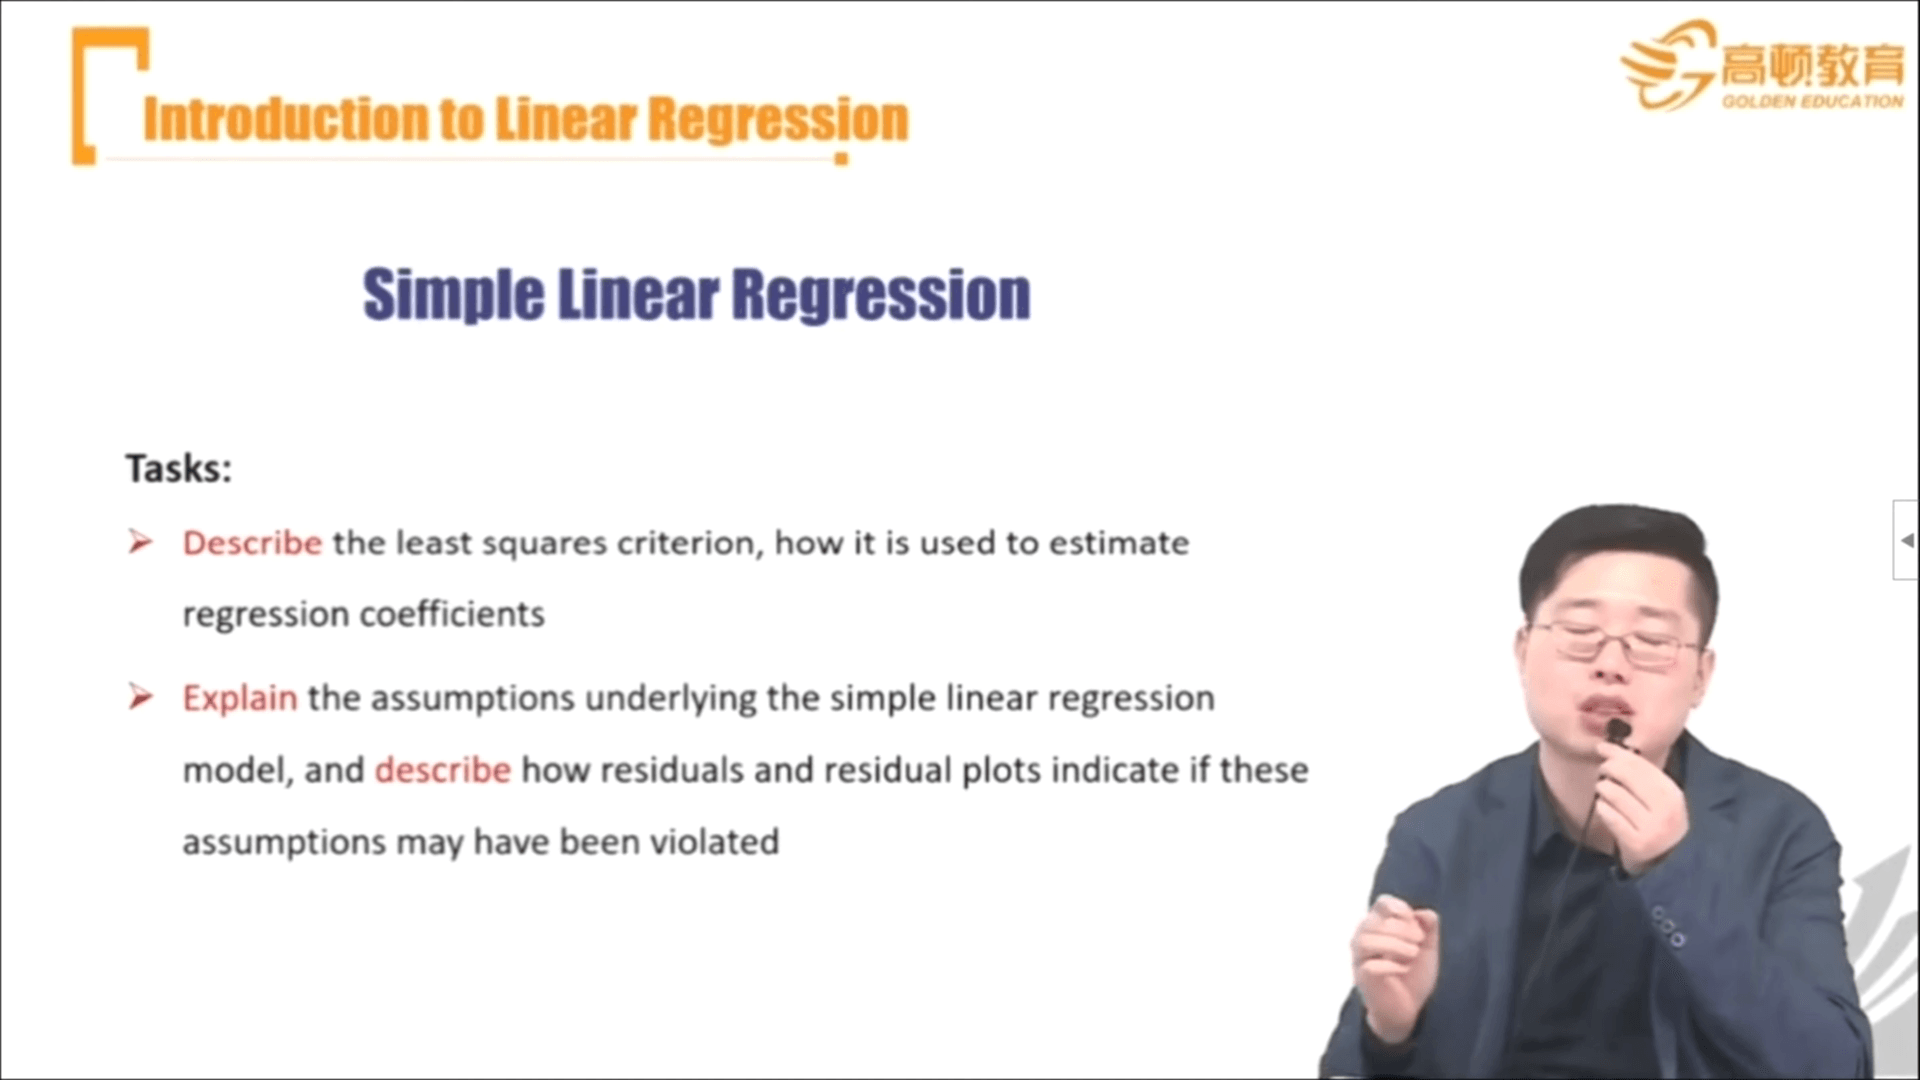 Introduction to Linear Regression
高顿教育
GOLDEN EDUCATION
Simple Linear Regression
Tasks:
Describe the least squares criterion, how it is used to estimate
regression coefficients
Explain the assumptions underlying the simple linear regression
model, and describe how residuals and residual plots indicate if these
assumptions may have been violated